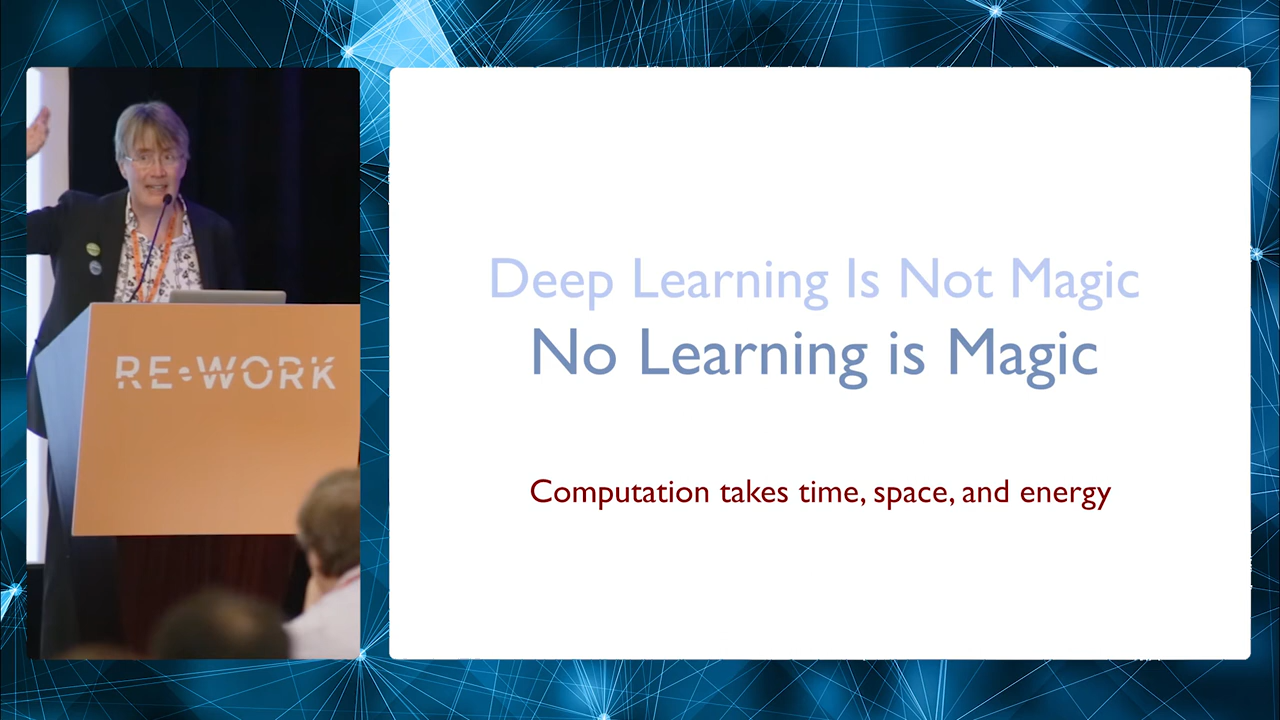 RE•WORK
Deep Learning Is Not Magic
No Learning is Magic
Computation takes time, space, and energy